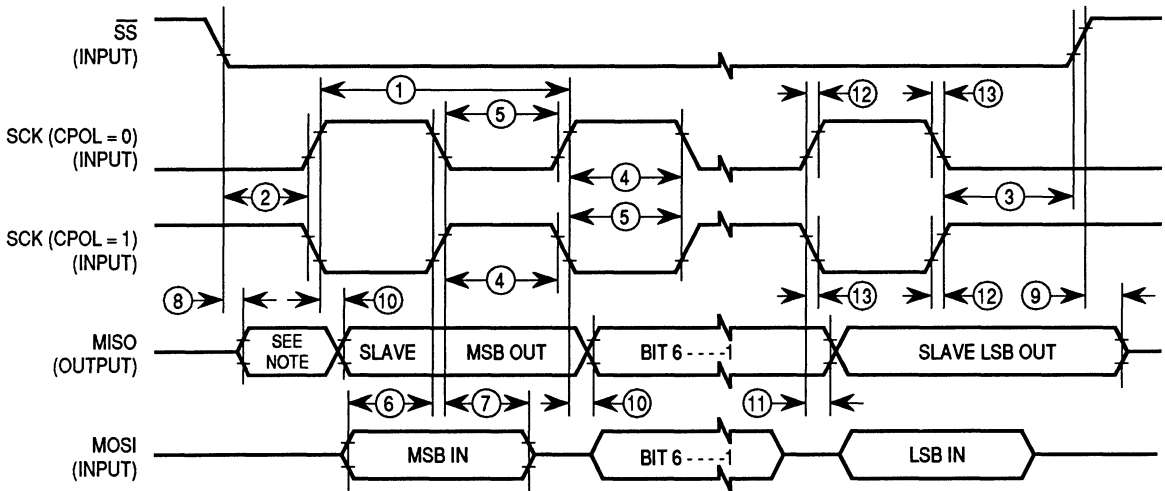 SS
(INPUT)
1
12
13
5
SCK (CPOL = 0)
(INPUT)
4
2
3
5
SCK (CPOL = 1)
(INPUT)
4
8
10
13
12
9
MISO
(OUTPUT)
SEE
NOTE
SLAVE
MSB OUT
BIT 6 - - - - - 1
SLAVE LSB OUT
6
7
10
11
MOSI
(INPUT)
MSB IN
BIT 6 - - - - - 1
LSB IN